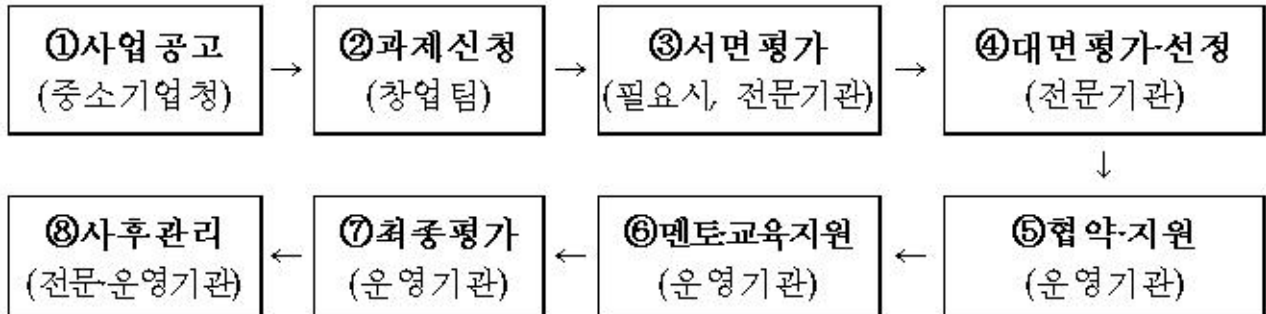 ①사업공고
(중소기업청)
→
②과제신청
(창업팀)
→
③서면평가
(필요시, 전문기관)
→
④대면평가·선정
(전문기관)
↓
⑤협약·지원
(운영기관)
←
⑥멘토교육지원
(운영기관)
←
⑦최종평가
(운영기관)
←
⑧사후관리
(전문·운영기관)